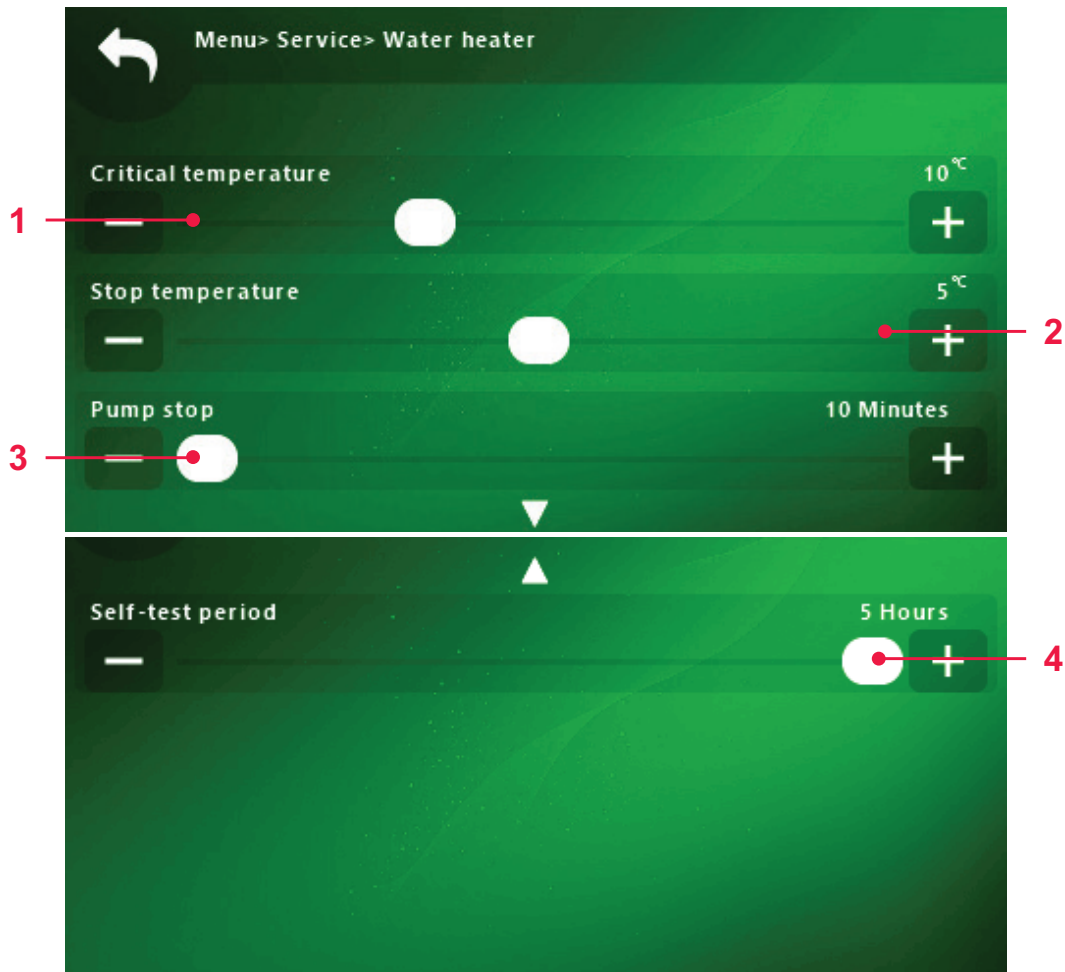 Menu> Service> Water heater
Critical temperature 10 °C
1 − +
Stop temperature 5 °C
− + 2
Pump stop 10 Minutes
3 − +
Self-test period 5 Hours
− + 4